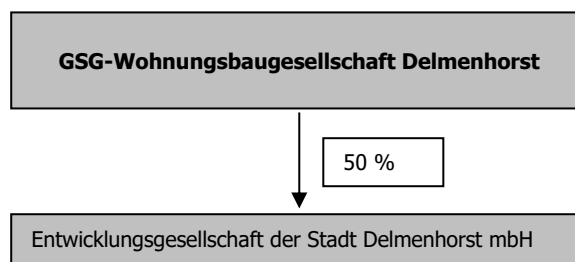 GSG-Wohnungsbaugesellschaft Delmenhorst
50 %
Entwicklungsgesellschaft der Stadt Delmenhorst mbH